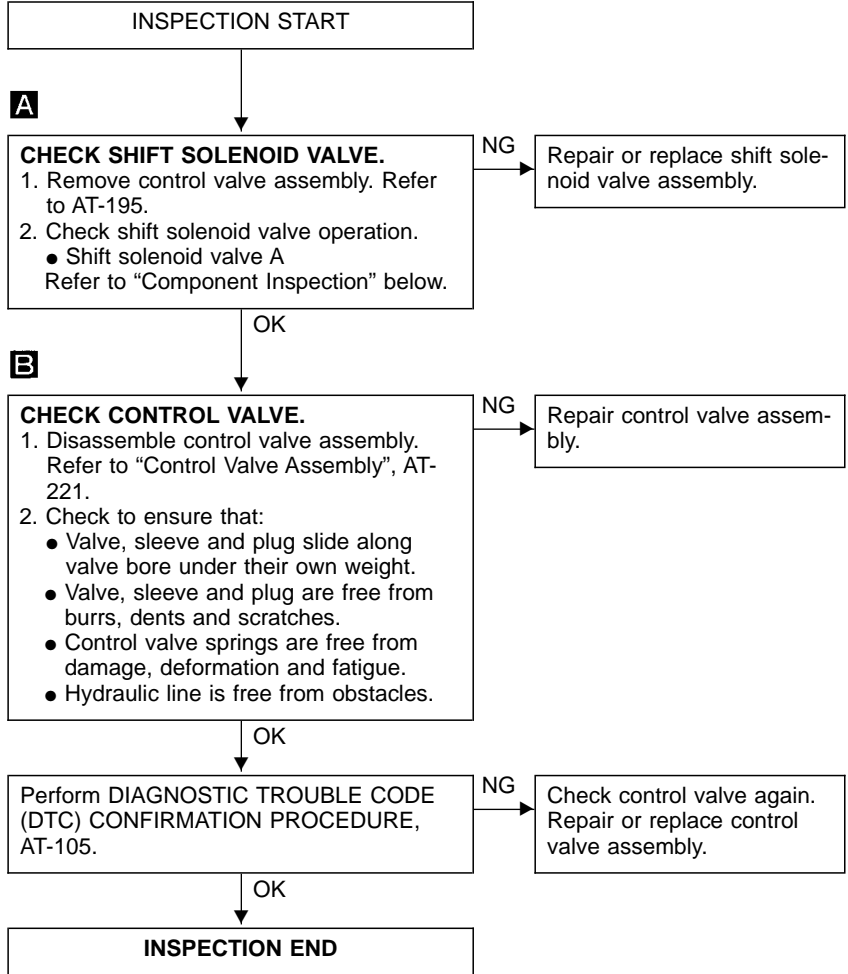 INSPECTION START
A
CHECK SHIFT SOLENOID VALVE.
1. Remove control valve assembly. Refer
to AT-195.
2. Check shift solenoid valve operation.
● Shift solenoid valve A
Refer to “Component Inspection” below.
NG
Repair or replace shift sole-
noid valve assembly.
OK
B
CHECK CONTROL VALVE.
1. Disassemble control valve assembly.
Refer to “Control Valve Assembly”, AT-
221.
2. Check to ensure that:
● Valve, sleeve and plug slide along
valve bore under their own weight.
● Valve, sleeve and plug are free from
burrs, dents and scratches.
● Control valve springs are free from
damage, deformation and fatigue.
● Hydraulic line is free from obstacles.
NG
Repair control valve assem-
bly.
OK
Perform DIAGNOSTIC TROUBLE CODE
(DTC) CONFIRMATION PROCEDURE,
AT-105.
NG
Check control valve again.
Repair or replace control
valve assembly.
OK
INSPECTION END